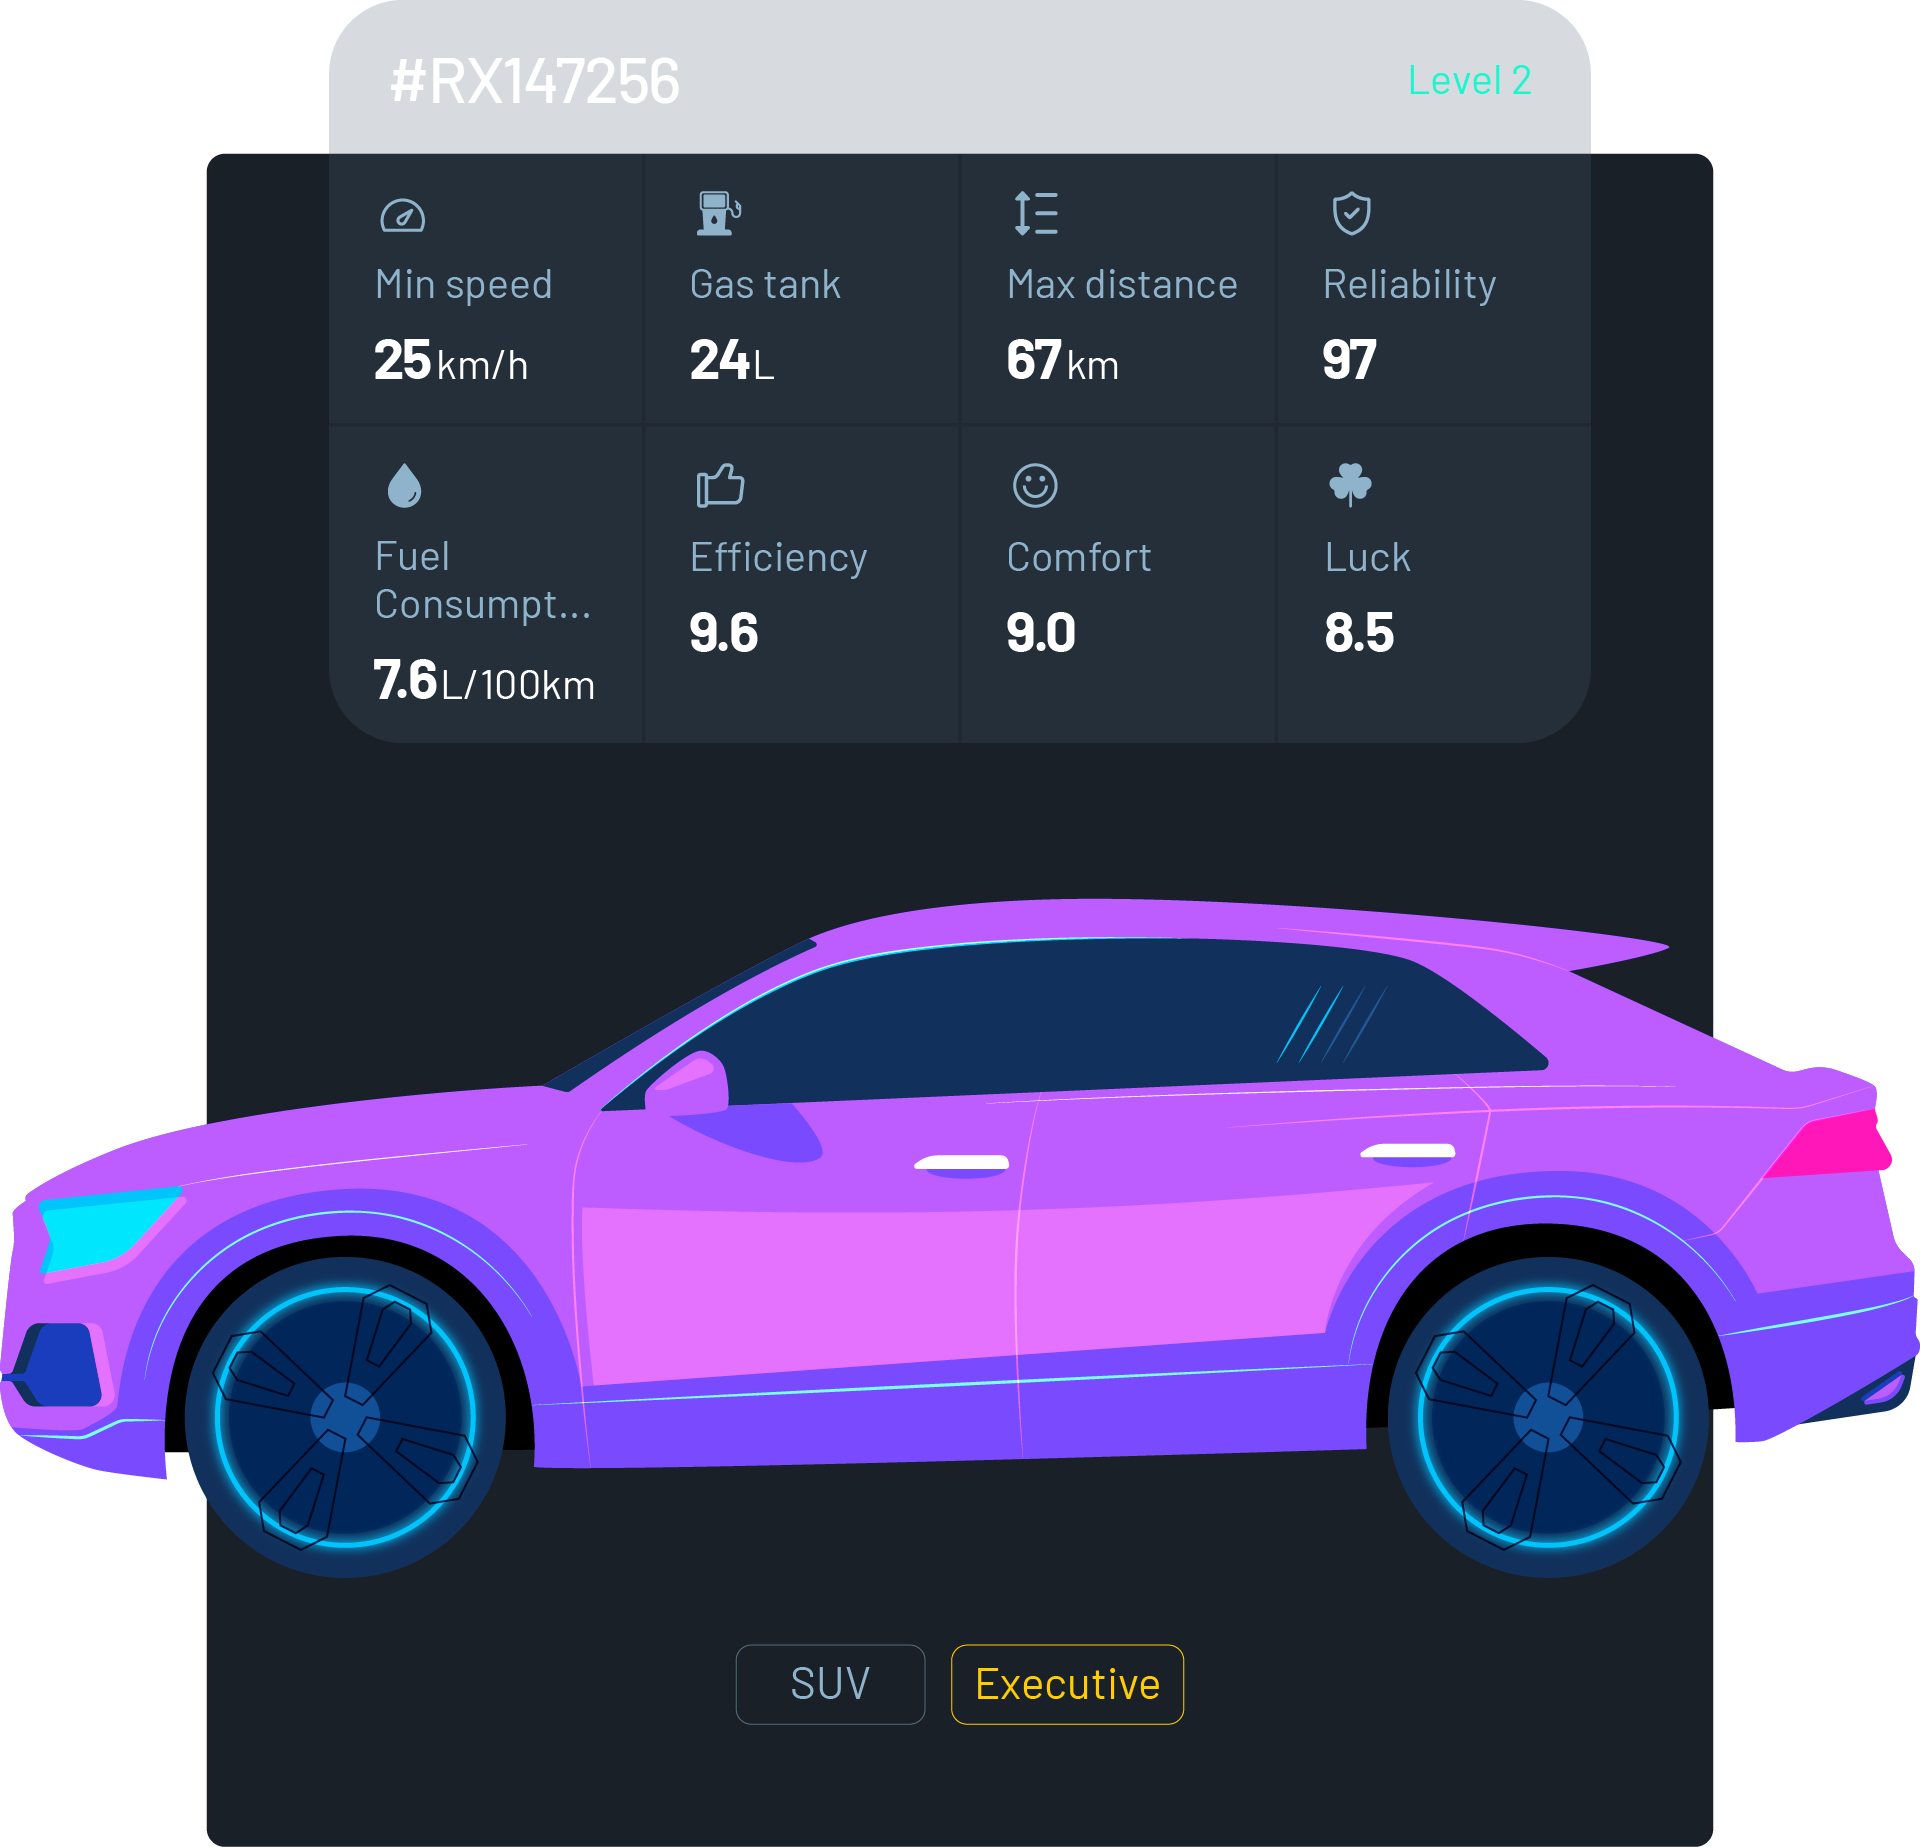 #RX147256
Level 2
Min speed
Gas tank
Max distance
Reliability
25 km/h
24 L
67 km
97
Fuel
Consumpt...
Efficiency
Comfort
Luck
7.6 L/100km
9.6
9.0
8.5
SUV
Executive